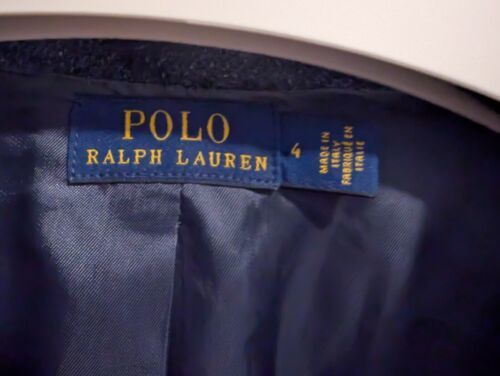 POLO
RALPH LAUREN
4
MADE IN
ITALY
FABRIQUÉ EN
ITALIE